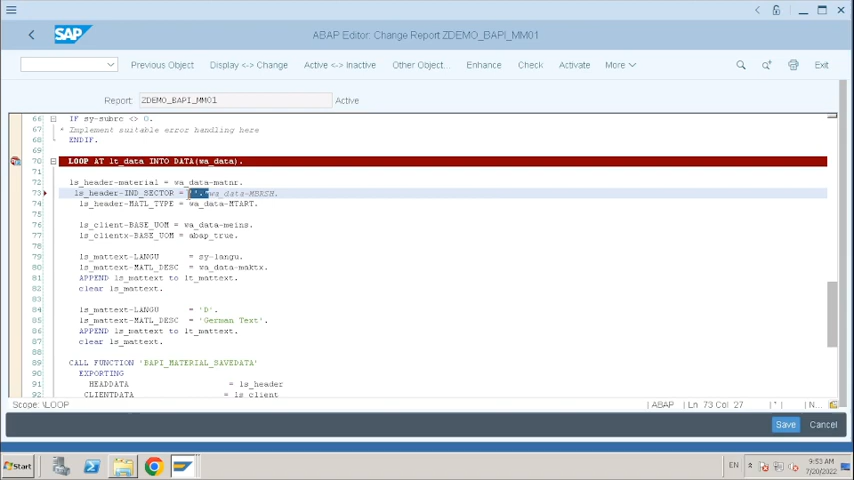 SAP
ABAP Editor: Change Report ZDEMO_BAPI_MM01
Previous Object Display <-> Change Active <-> Inactive Other Object... Enhance Check Activate More Exit
Report: ZDEMO_BAPI_MM01 Active
66 IF sy-subrc <> 0.
67 * Implement suitable error handling here
68 ENDIF.
69
70 LOOP AT lt_data INTO DATA(wa_data).
71
72 ls_header-material = wa_data-matnr.
73 ls_header-IND_SECTOR = ''."wa_data-MBRSH.
74 ls_header-MATL_TYPE = wa_data-MTART.
75
76 ls_client-BASE_UOM = wa_data-meins.
77 ls_clientx-BASE_UOM = abap_true.
78
79 ls_mattext-LANGU = sy-langu.
80 ls_mattext-MATL_DESC = wa_data-maktx.
81 APPEND ls_mattext to lt_mattext.
82 clear ls_mattext.
83
84 ls_mattext-LANGU = 'D'.
85 ls_mattext-MATL_DESC = 'German Text'.
86 APPEND ls_mattext to lt_mattext.
87 clear ls_mattext.
88
89 CALL FUNCTION 'BAPI_MATERIAL_SAVEDATA'
90 EXPORTING
91 HEADDATA = ls_header
92 CLIENTDATA = ls_client
Scope: \LOOP ABAP Ln 73 Col 27 * N...
Save Cancel
Start EN 9:53 AM
7/20/2022